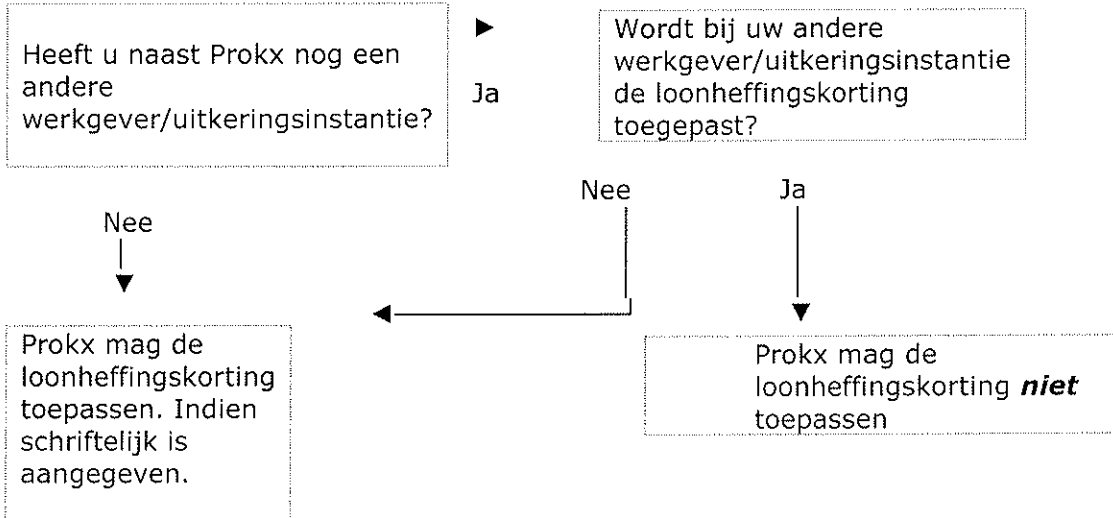 Heeft u naast Prokx nog een
andere
werkgever/uitkeringsinstantie?
Ja
Wordt bij uw andere
werkgever/uitkeringsinstantie
de loonheffingskorting
toegepast?
Nee
Ja
Nee
Prokx mag de
loonheffingskorting
toepassen. Indien
schriftelijk is
aangegeven.
Prokx mag de
loonheffingskorting niet
toepassen